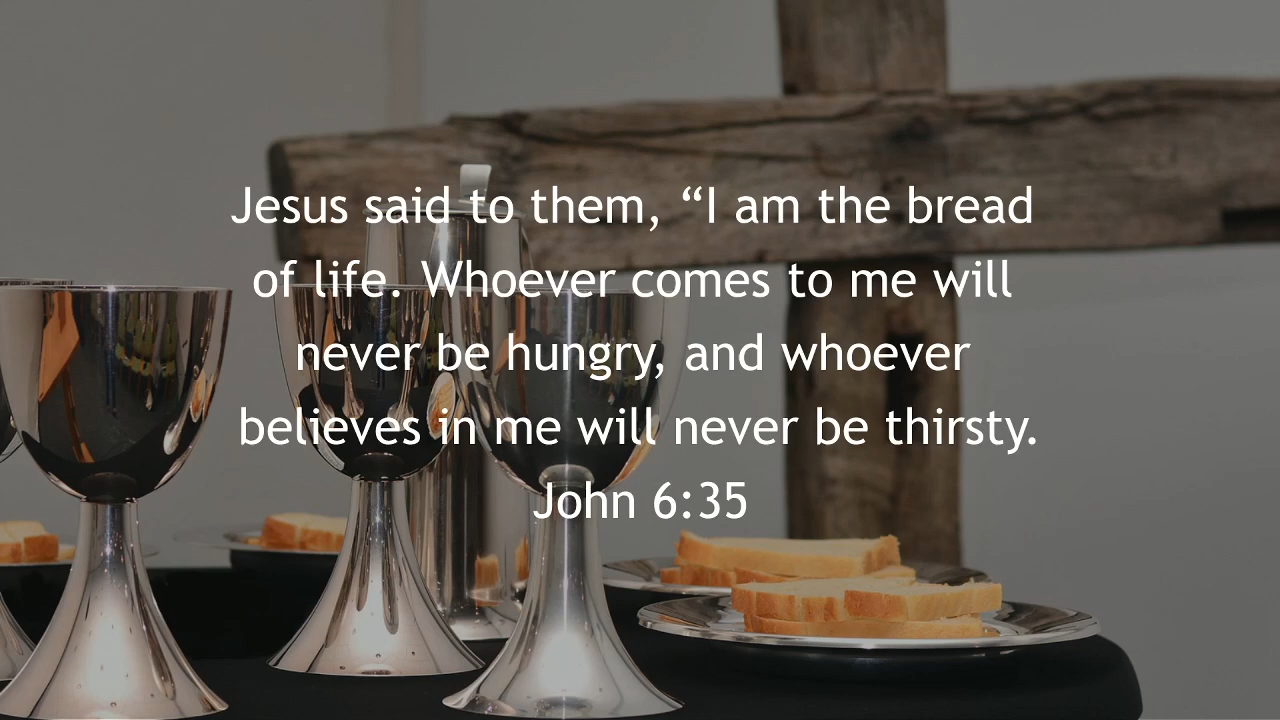 Jesus said to them, “I am the bread
of life. Whoever comes to me will
never be hungry, and whoever
believes in me will never be thirsty.
John 6:35